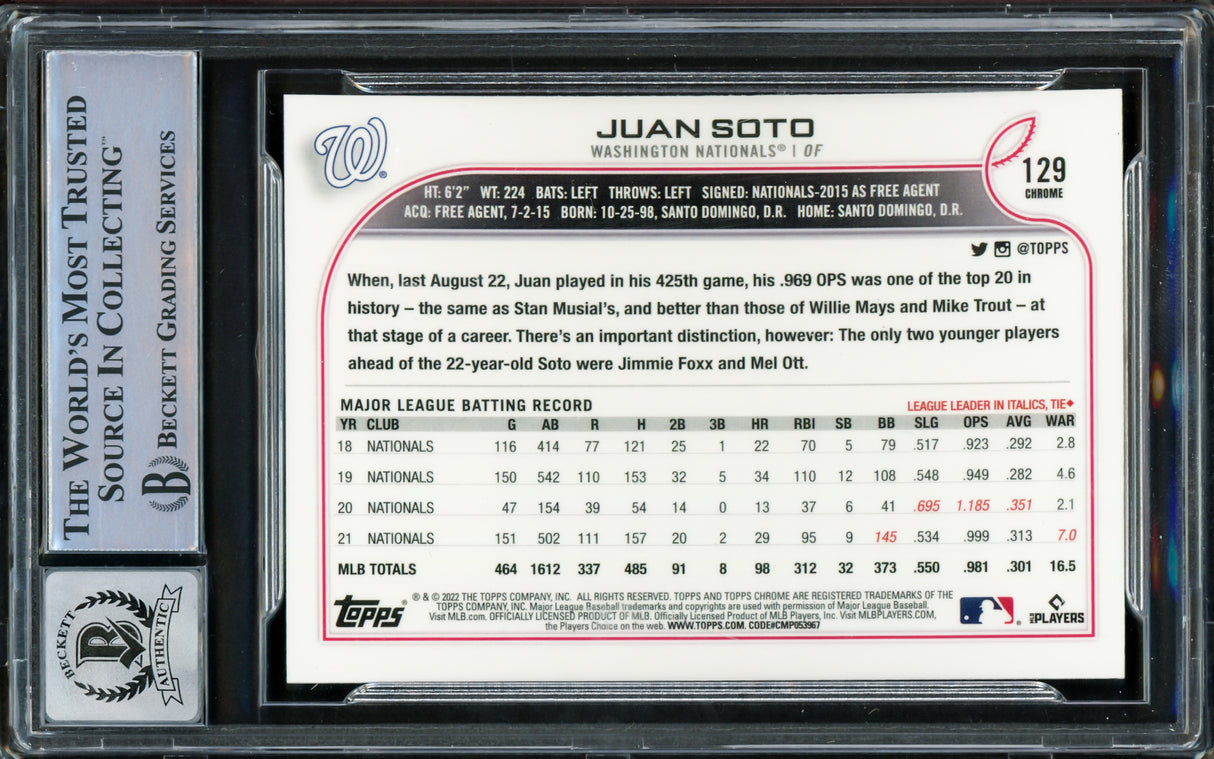 THE WORLD'S MOST TRUSTED
SOURCE IN COLLECTING™
B BECKETT GRADING SERVICES
BECKETT
B
AUTHENTIC
W®
JUAN SOTO
WASHINGTON NATIONALS® | OF
129
CHROME
HT: 6'2" WT: 224 BATS: LEFT THROWS: LEFT SIGNED: NATIONALS-2015 AS FREE AGENT
ACQ: FREE AGENT, 7-2-15 BORN: 10-25-98, SANTO DOMINGO, D.R. HOME: SANTO DOMINGO, D.R.
@TOPPS
When, last August 22, Juan played in his 425th game, his .969 OPS was one of the top 20 in
history – the same as Stan Musial's, and better than those of Willie Mays and Mike Trout – at
that stage of a career. There's an important distinction, however: The only two younger players
ahead of the 22-year-old Soto were Jimmie Foxx and Mel Ott.
MAJOR LEAGUE BATTING RECORD LEAGUE LEADER IN ITALICS, TIE♦
YR CLUB G AB R H 2B 3B HR RBI SB BB SLG OPS AVG WAR
18 NATIONALS 116 414 77 121 25 1 22 70 5 79 .517 .923 .292 2.8
19 NATIONALS 150 542 110 153 32 5 34 110 12 108 .548 .949 .282 4.6
20 NATIONALS 47 154 39 54 14 0 13 37 6 41 .695 1.185 .351 2.1
21 NATIONALS 151 502 111 157 20 2 29 95 9 145 .534 .999 .313 7.0
MLB TOTALS 464 1612 337 485 91 8 98 312 32 373 .550 .981 .301 16.5
Topps
® & © 2022 THE TOPPS COMPANY, INC. ALL RIGHTS RESERVED. TOPPS AND TOPPS CHROME ARE REGISTERED TRADEMARKS OF THE
TOPPS COMPANY, INC. Major League Baseball trademarks and copyrights are used with permission of Major League Baseball.
Visit MLB.com. OFFICIALLY LICENSED PRODUCT OF MLB. Officially Licensed Product of MLB Players, Inc. Visit MLBPLAYERS.COM,
the Players Choice on the web. WWW.TOPPS.COM. CODE#CMP053967
MLB PLAYERS